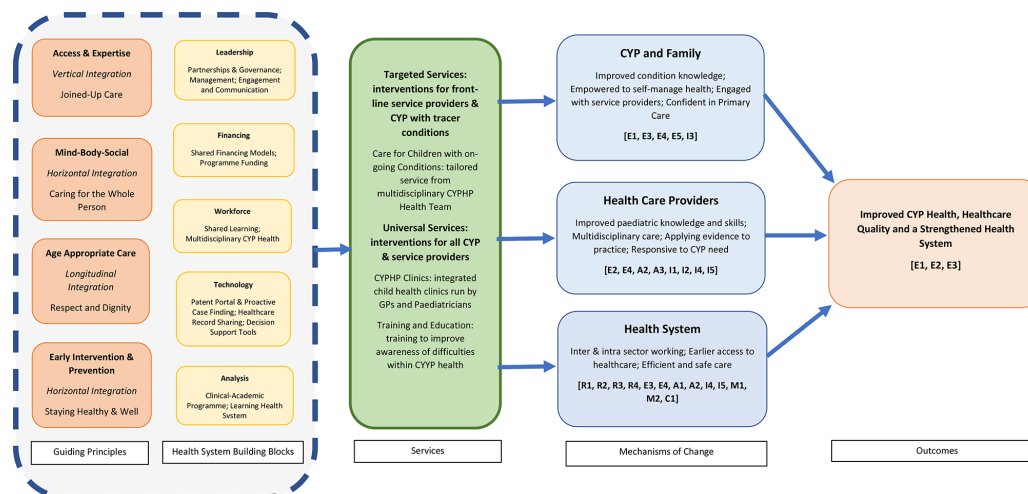 Access & Expertise
Vertical Integration
Joined-Up Care
Mind-Body-Social
Horizontal Integration
Caring for the Whole
Person
Age Appropriate Care
Longitudinal
Integration
Respect and Dignity
Early Intervention &
Prevention
Horizontal Integration
Staying Healthy & Well
Guiding Principles
Leadership
Partnerships & Governance;
Management; Engagement
and Communication
Financing
Shared Financing Models;
Programme Funding
Workforce
Shared Learning;
Multidisciplinary CYP Health
Technology
Patent Portal & Proactive
Case Finding; Healthcare
Record Sharing; Decision
Support Tools
Analysis
Clinical-Academic
Programme; Learning Health
System
Health System Building Blocks
Targeted Services:
interventions for front-
line service providers &
CYP with tracer
conditions
Care for Children with on-
going Conditions: tailored
service from
multidisciplinary CYPHP
Health Team
Universal Services:
interventions for all CYP
& service providers
CYPHP Clinics: integrated
child health clinics run by
GPs and Paediatricians
Training and Education:
training to improve
awareness of difficulties
within CYYP health
Services
CYP and Family
Improved condition knowledge;
Empowered to self-manage health; Engaged
with service providers; Confident in Primary
Care
[E1, E3, E4, E5, I3]
Health Care Providers
Improved paediatric knowledge and skills;
Multidisciplinary care; Applying evidence to
practice; Responsive to CYP need
[E2, E4, A2, A3, I1, I2, I4, I5]
Health System
Inter & intra sector working; Earlier access to
healthcare; Efficient and safe care
[R1, R2, R3, R4, E3, E4, A1, A2, I4, I5, M1,
M2, C1]
Mechanisms of Change
Improved CYP Health, Healthcare
Quality and a Strengthened Health
System
[E1, E2, E3]
Outcomes